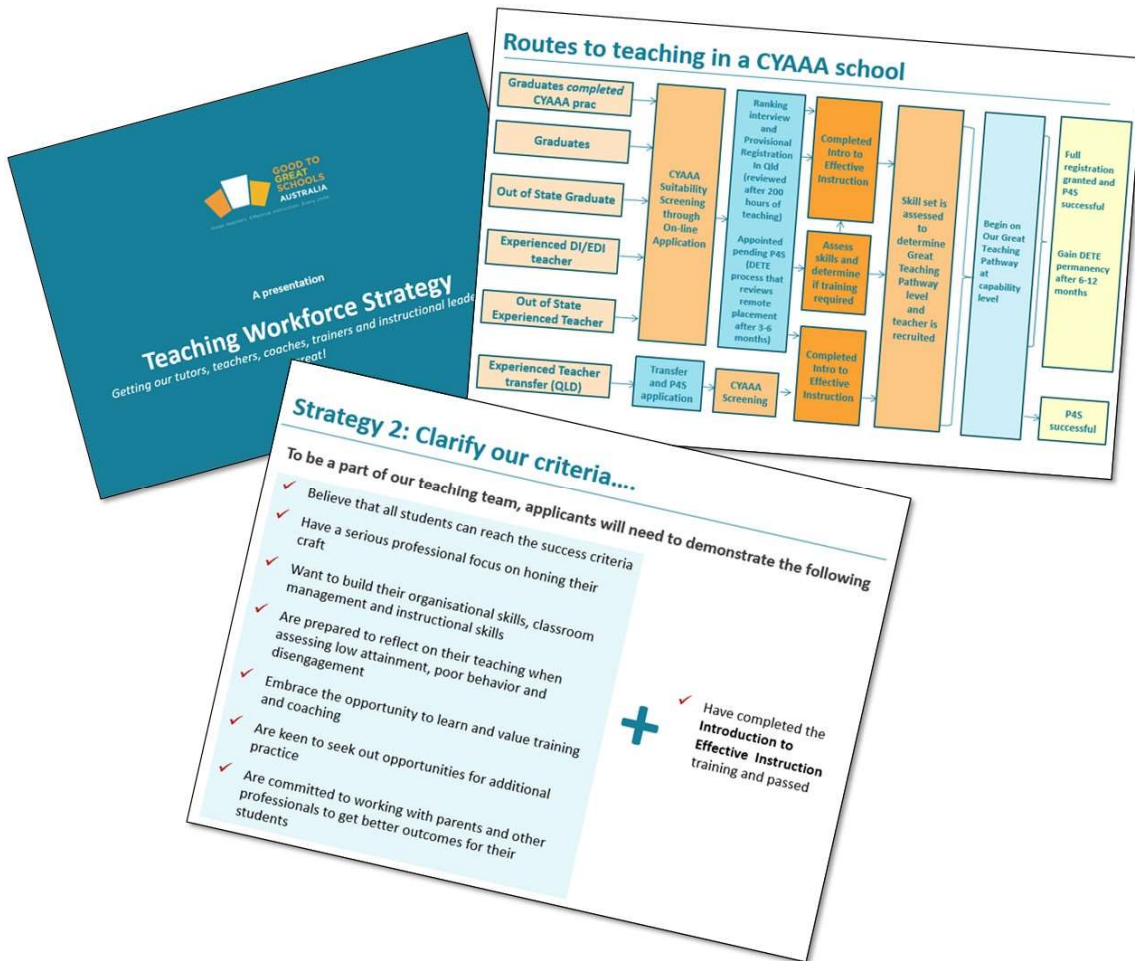 GOOD TO
GREAT
SCHOOLS
AUSTRALIA
A presentation
Teaching Workforce Strategy
Getting our tutors, teachers, coaches, trainers and instructional leade
reat!
Routes to teaching in a CYAAA school
Graduates completed
CYAAA prac
Graduates
Out of State Graduate
Experienced DI/EDI
teacher
Out of State
Experienced Teacher
Experienced Teacher
transfer (QLD)
CYAAA
Suitability
Screening
through
On-line
Application
Transfer
and P4S
application
CYAAA
Screening
Ranking
interview
and
Provisional
Registration
In Qld
(reviewed
after 200
hours of
teaching)
Appointed
pending P4S
(DETE
process that
reviews
remote
placement
after 3-6
months)
Completed
Intro to
Effective
Instruction
Assess
skills and
determine
if training
required
Completed
Intro to
Effective
Instruction
Skill set is
assessed
to
determine
Great
Teaching
Pathway
level
and
teacher is
recruited
Begin on
Our Great
Teaching
Pathway
at
capability
level
Full
registration
granted and
P4S
successful
Gain DETE
permanency
after 6-12
months
P4S
successful
Strategy 2: Clarify our criteria....
To be a part of our teaching team, applicants will need to demonstrate the following
Believe that all students can reach the success criteria
Have a serious professional focus on honing their
craft
Want to build their organisational skills, classroom
management and instructional skills
Are prepared to reflect on their teaching when
assessing low attainment, poor behavior and
disengagement
Embrace the opportunity to learn and value training
and coaching
Are keen to seek out opportunities for additional
practice
Are committed to working with parents and other
professionals to get better outcomes for their
students
+
Have completed the
Introduction to
Effective Instruction
training and passed